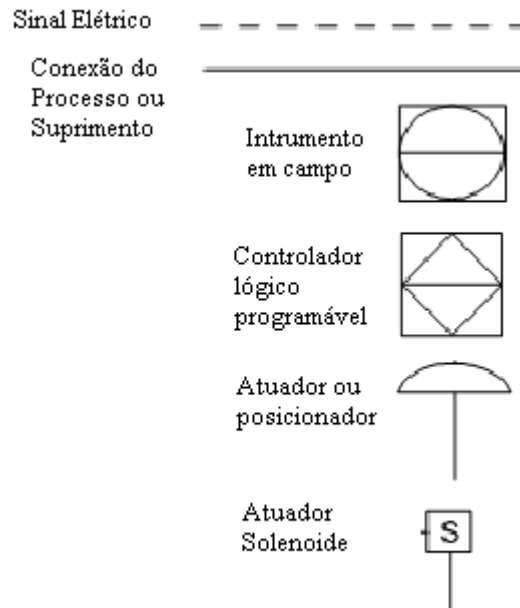 Sinal Elétrico
Conexão do
Processo ou
Suprimento
Intrumento
em campo
Controlador
lógico
programável
Atuador ou
posicionador
Atuador
Solenoide
S